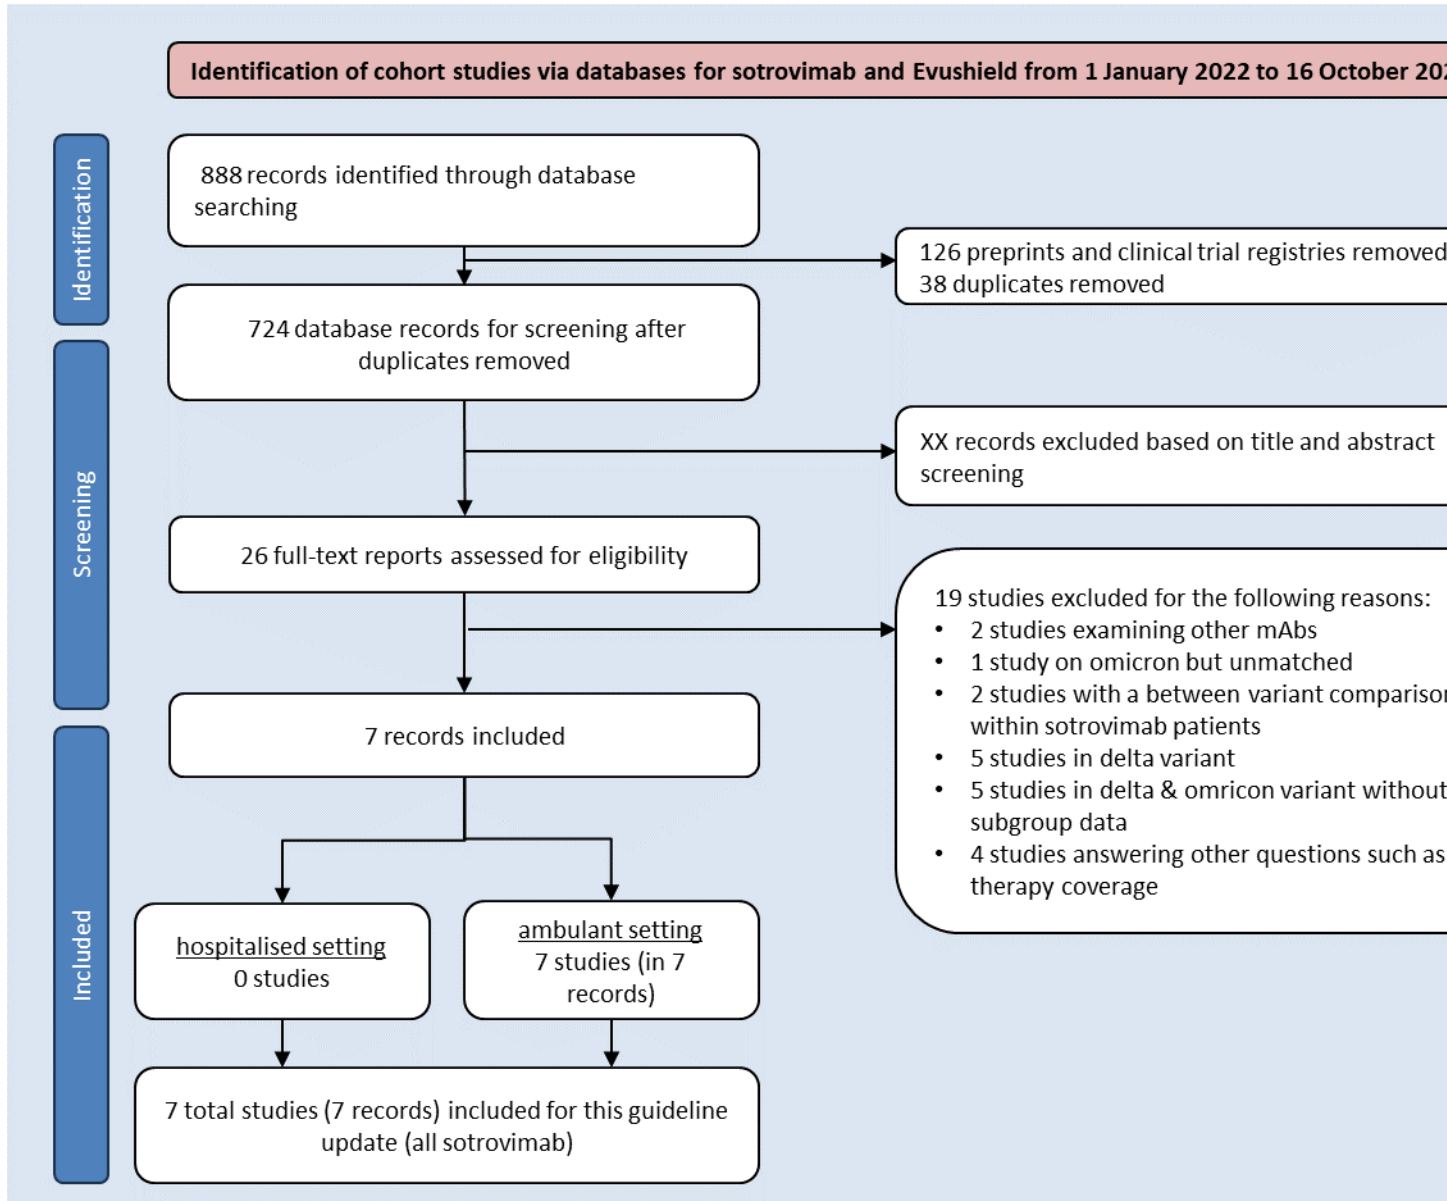 Identification of cohort studies via databases for sotrovimab and Evushield from 1 January 2022 to 16 October
Identification
888 records identified through database
searching
126 preprints and clinical trial registries removed
38 duplicates removed
724 database records for screening after
duplicates removed
Screening
XX records excluded based on title and abstract
screening
26 full-text reports assessed for eligibility
19 studies excluded for the following reasons:
• 2 studies examining other mAbs
• 1 study on omicron but unmatched
• 2 studies with a between variant comparison
within sotrovimab patients
• 5 studies in delta variant
• 5 studies in delta & omricon variant without
subgroup data
• 4 studies answering other questions such as
therapy coverage
7 records included
Included
hospitalised setting
0 studies
ambulant setting
7 studies (in 7
records)
7 total studies (7 records) included for this guideline
update (all sotrovimab)